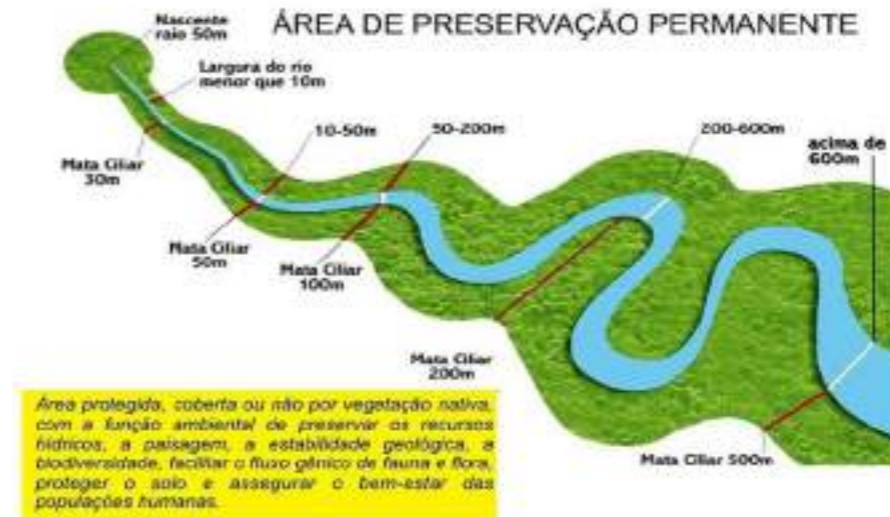 ÁREA DE PRESERVAÇÃO PERMANENTE
Nascente
raio 50m
Largura do rio
menor que 10m
10-50m
50-200m
200-600m
acima de
600m
Mata Ciliar
30m
Mata Ciliar
50m
Mata Ciliar
100m
Mata Ciliar
200m
Mata Ciliar 500m
Área protegida, coberta ou não por vegetação nativa,
com a função ambiental de preservar os recursos
hídricos, a paisagem, a estabilidade geológica, a
biodiversidade, facilitar o fluxo gênico de fauna e flora,
proteger o solo e assegurar o bem-estar das
populações humanas.